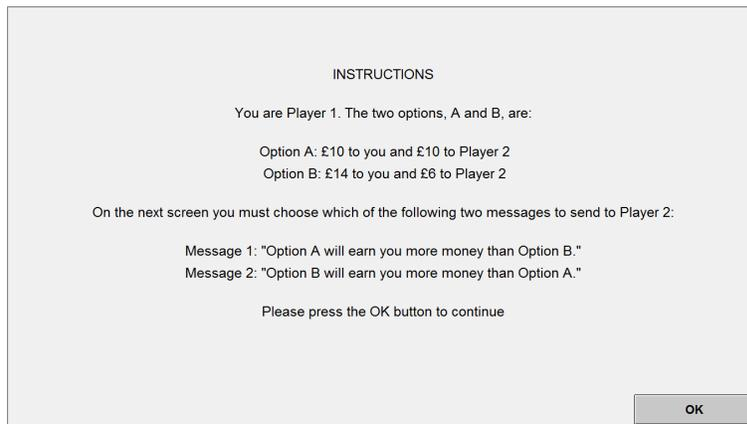 INSTRUCTIONS
You are Player 1. The two options, A and B, are:
Option A: £10 to you and £10 to Player 2
Option B: £14 to you and £6 to Player 2
On the next screen you must choose which of the following two messages to send to Player 2:
Message 1: "Option A will earn you more money than Option B."
Message 2: "Option B will earn you more money than Option A."
Please press the OK button to continue
OK